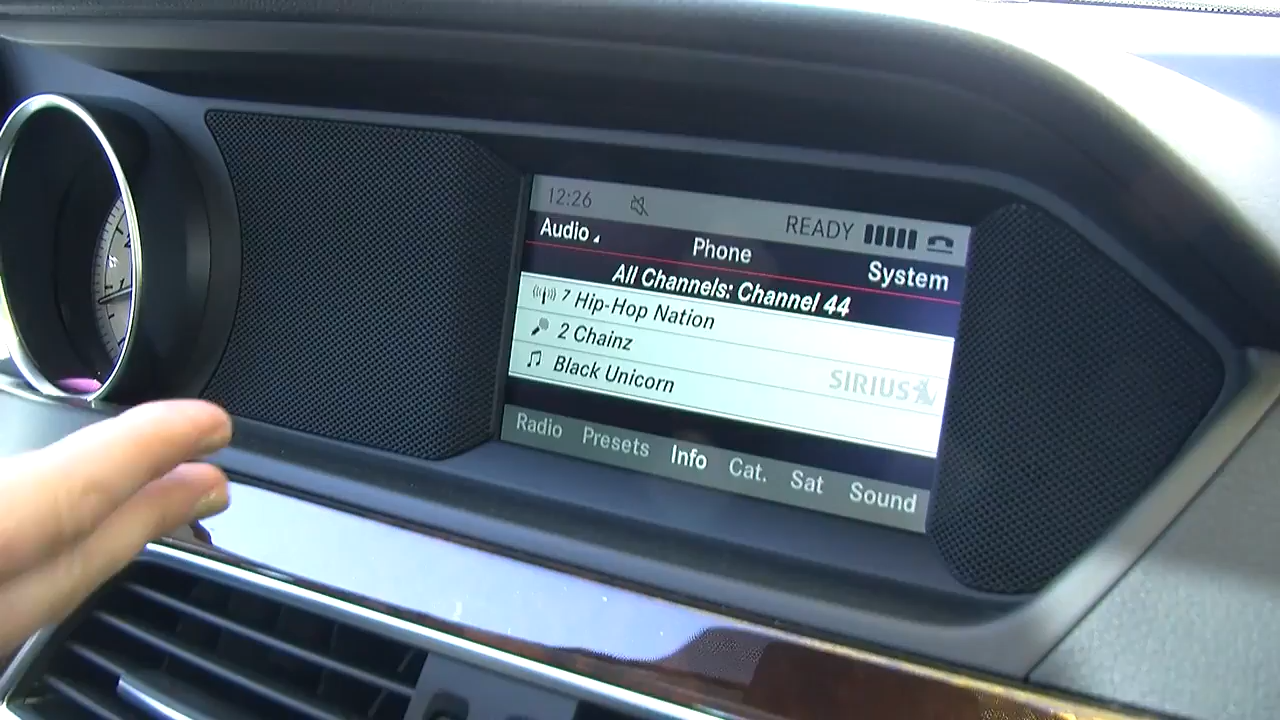 12:26 READY
Audio Phone System
All Channels: Channel 44
7 Hip-Hop Nation
2 Chainz
Black Unicorn
SIRIUS
Radio Presets Info Cat. Sat Sound